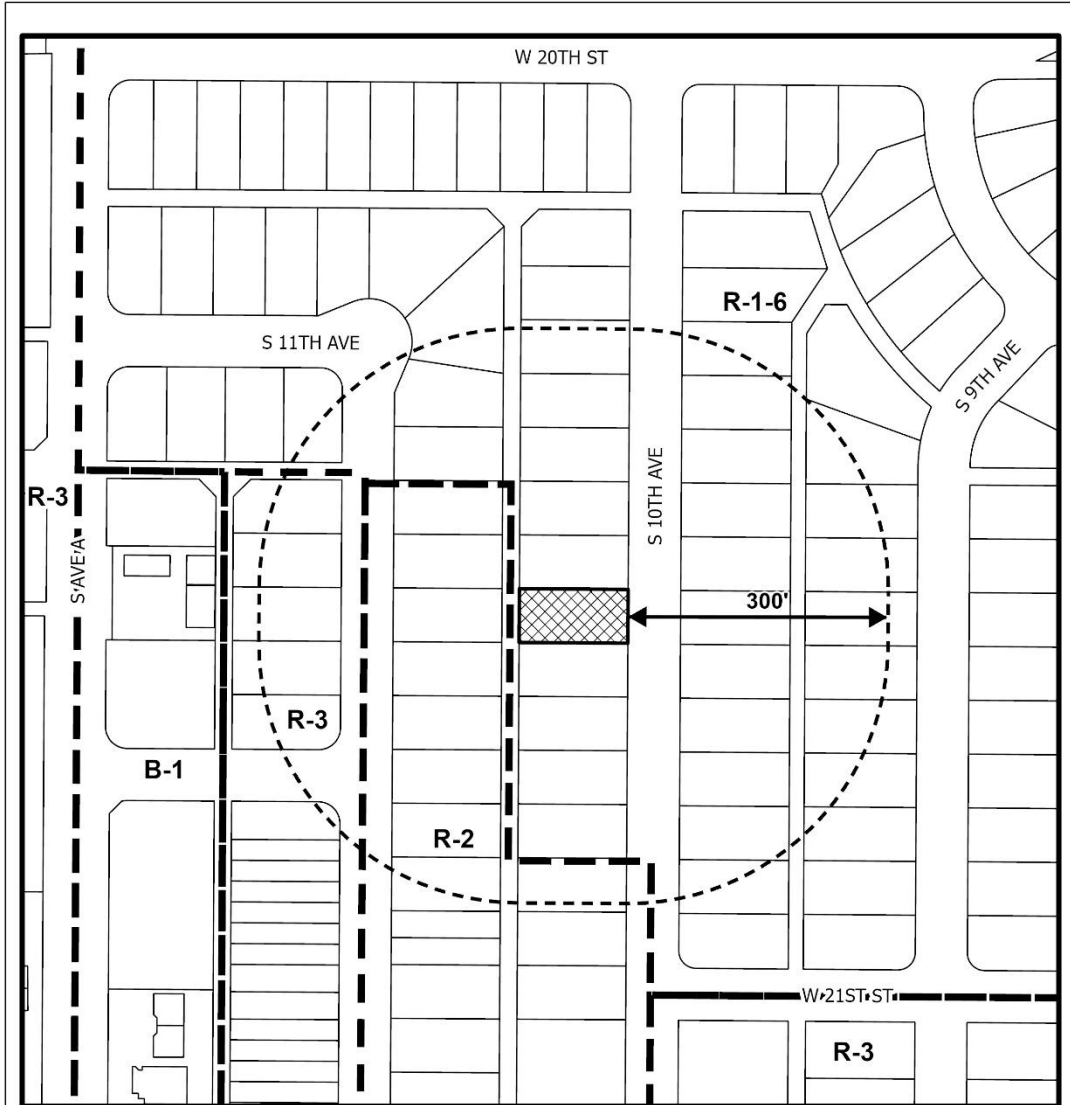 W 20TH ST
R-1-6
S 11TH AVE
S 9TH AVE
S 10TH AVE
R-3
S AVE A
300'
R-3
B-1
R-2
W 21ST ST
R-3